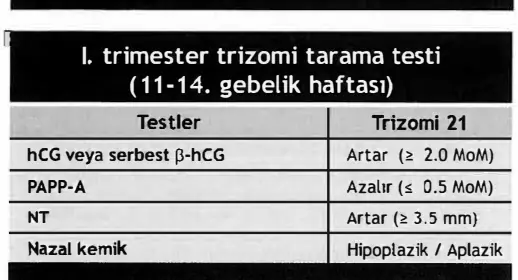 I. trimester trizomi tarama testi
(11-14. gebelik haftası)
Testler Trizomi 21
hCG veya serbest β-hCG Artar (≥ 2.0 MoM)
PAPP-A Azalır (≤ 0.5 MoM)
NT Artar (≥ 3.5 mm)
Nazal kemik Hipoplazik / Aplazik